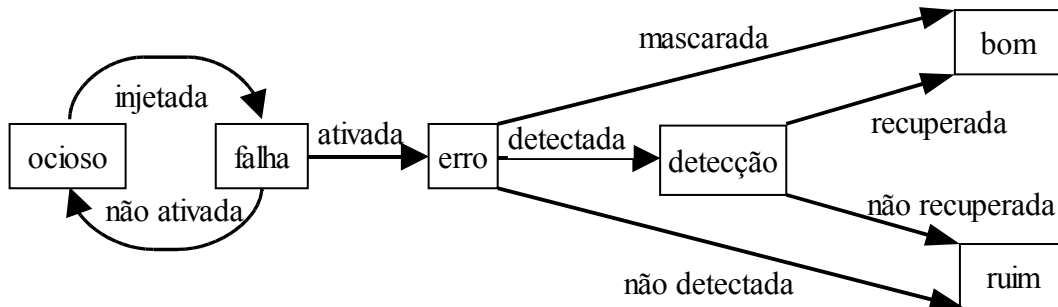 mascarada
bom
injetada
recuperada
ocioso
falha
ativada
erro
detectada
detecção
não ativada
não recuperada
não detectada
ruim